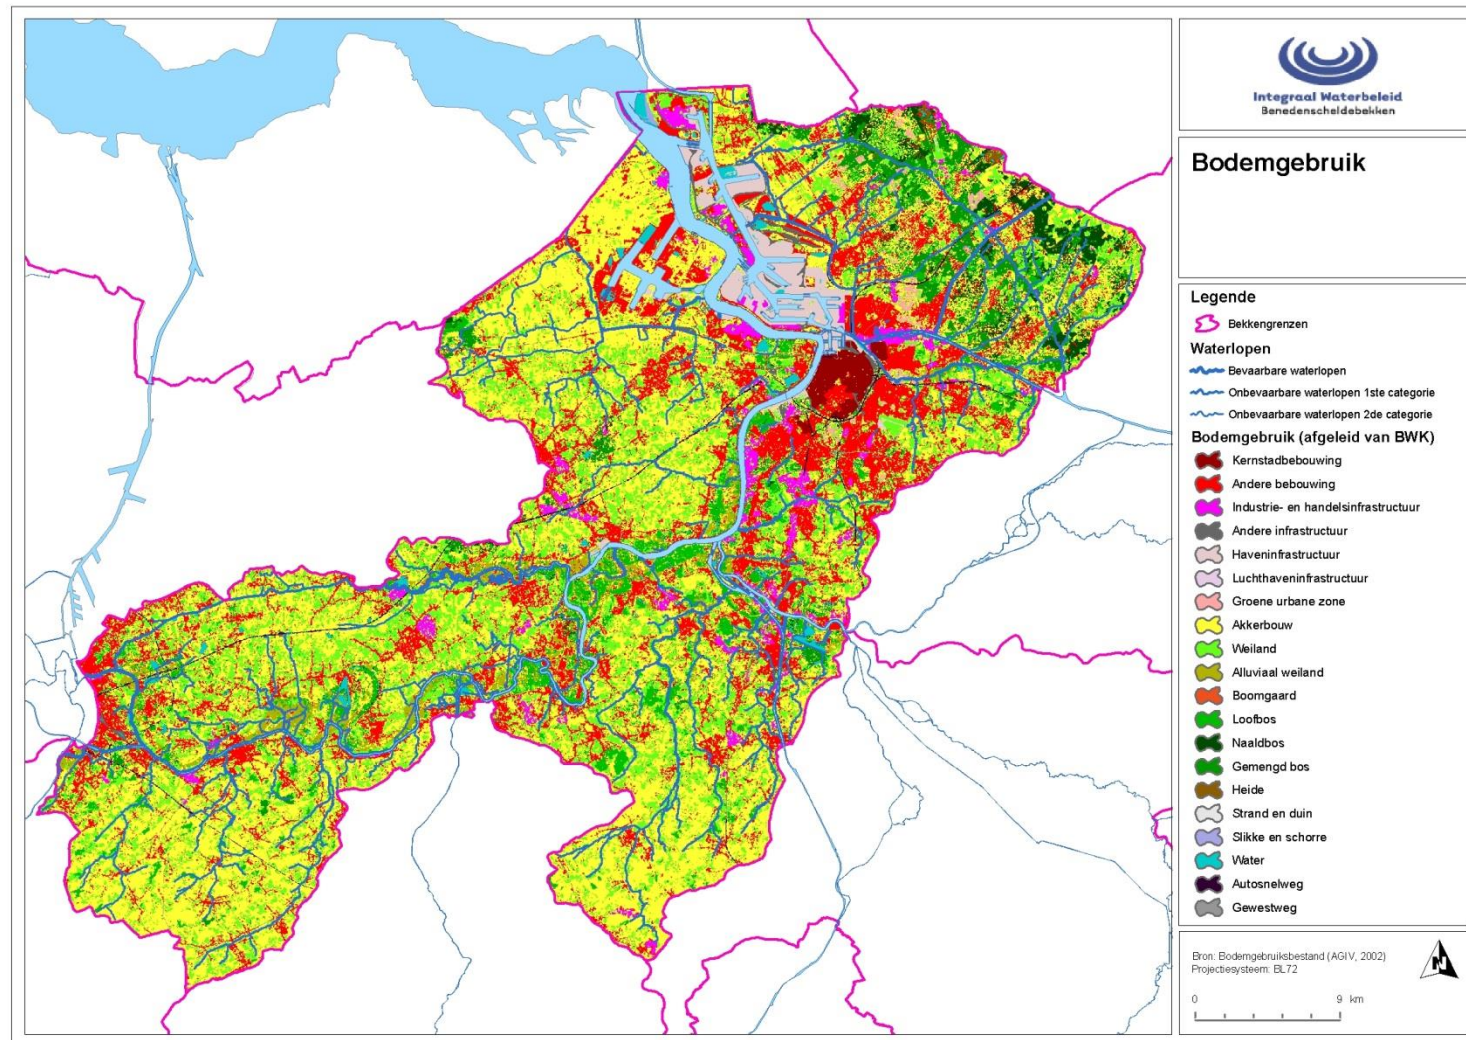 Integraal Waterbeleid
Benedenscheldebekken
Bodemgebruik
Legende
Bekkengrenzen
Waterlopen
Bevaarbare waterlopen
Onbevaarbare waterlopen 1ste categorie
Onbevaarbare waterlopen 2de categorie
Bodemgebruik (afgeleid van BWK)
Kernstadbebouwing
Andere bebouwing
Industrie- en handelsinfrastructuur
Andere infrastructuur
Haveninfrastructuur
Luchthaveninfrastructuur
Groene urbane zone
Akkerbouw
Weiland
Alluviaal weiland
Boomgaard
Loofbos
Naaldbos
Gemengd bos
Heide
Strand en duin
Slikke en schorre
Water
Autosnelweg
Gewestweg
Bron: Bodemgebruiksbestand (AGIV, 2002)
Projectiesysteem: BL72
N
0 9 km